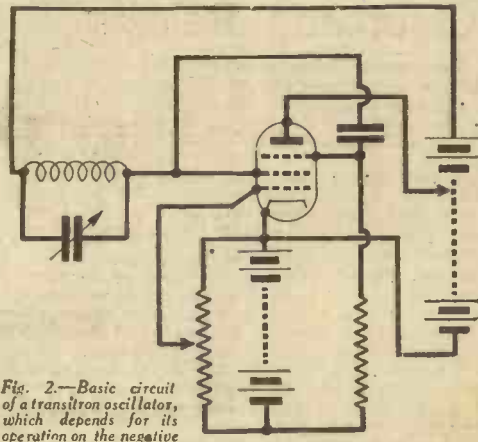 Fig. 2.—Basic circuit
of a transitron oscillator,
which depends for its
operation on the negative